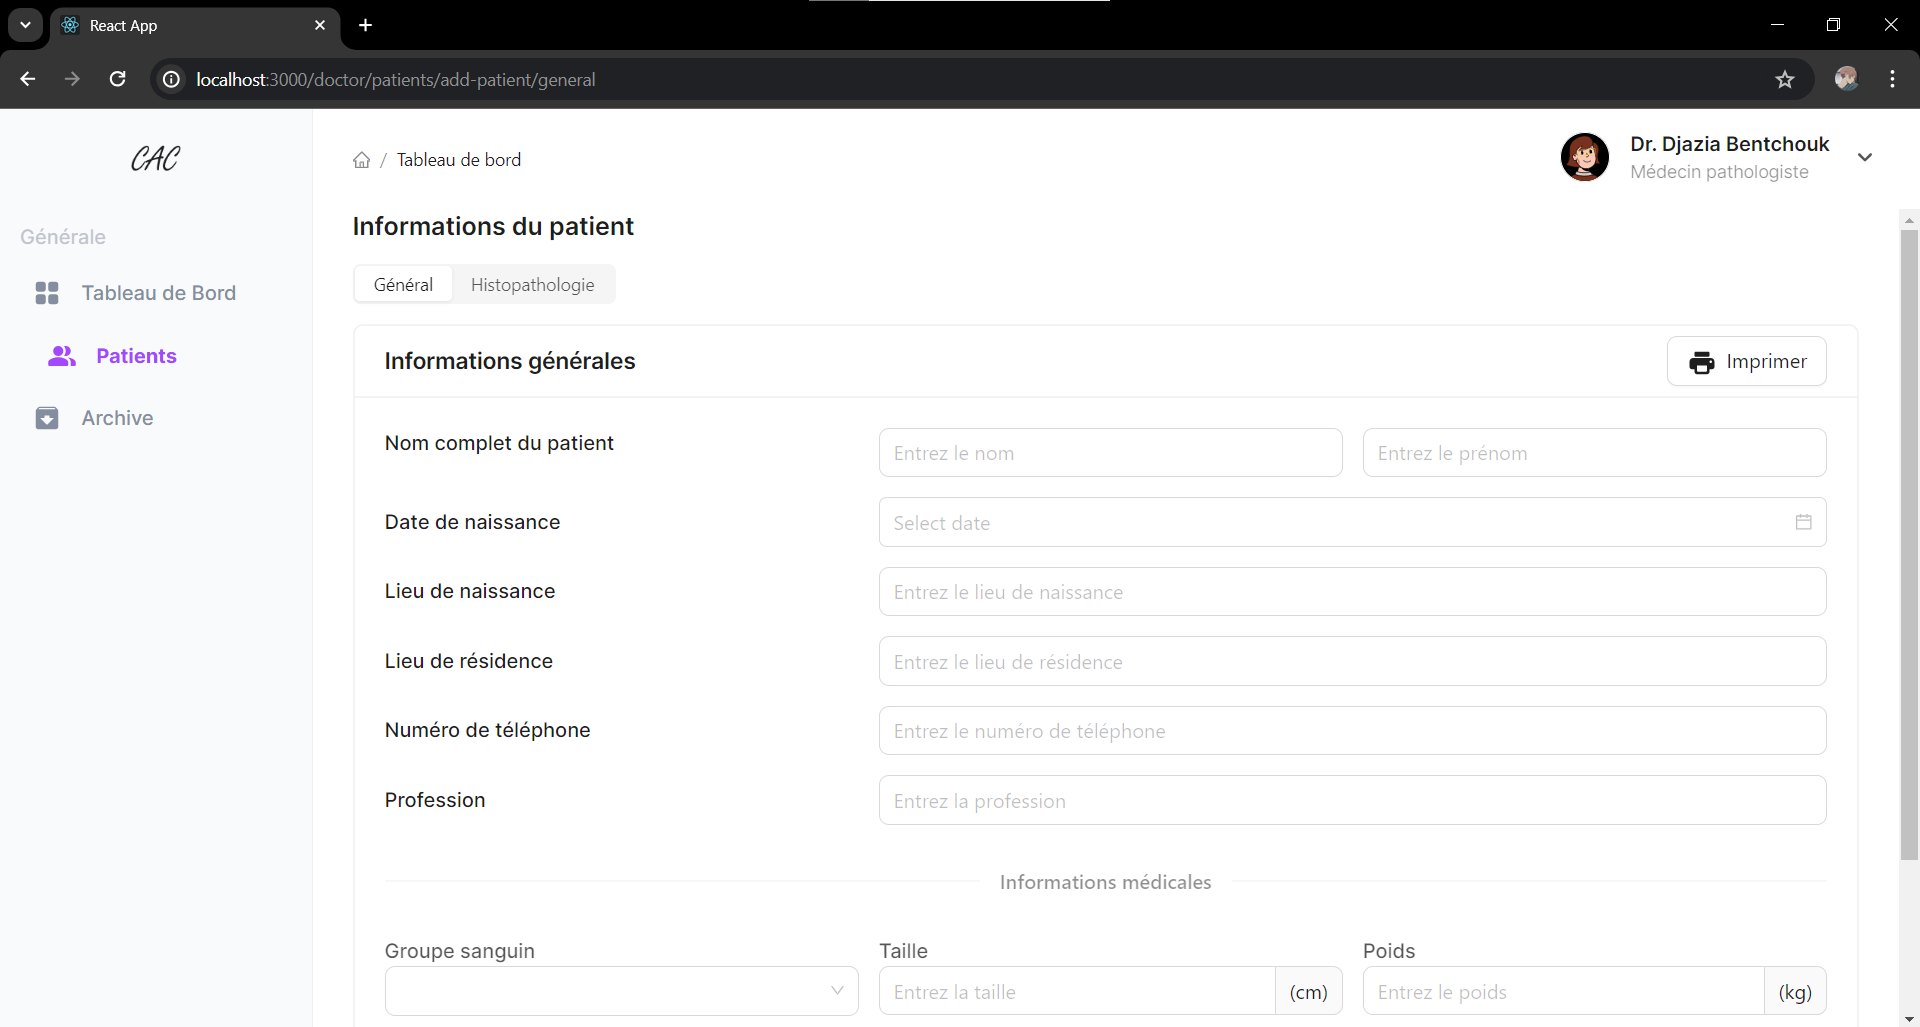 React App
localhost:3000/doctor/patients/add-patient/general
CAC
Générale
Tableau de Bord
Patients
Archive
/ Tableau de bord
Dr. Djazia Bentchouk
Médecin pathologiste
Informations du patient
Général Histopathologie
Informations générales
Imprimer
Nom complet du patient Entrez le nom Entrez le prénom
Date de naissance Select date
Lieu de naissance Entrez le lieu de naissance
Lieu de résidence Entrez le lieu de résidence
Numéro de téléphone Entrez le numéro de téléphone
Profession Entrez la profession
Informations médicales
Groupe sanguin Taille Poids
Entrez la taille (cm) Entrez le poids (kg)